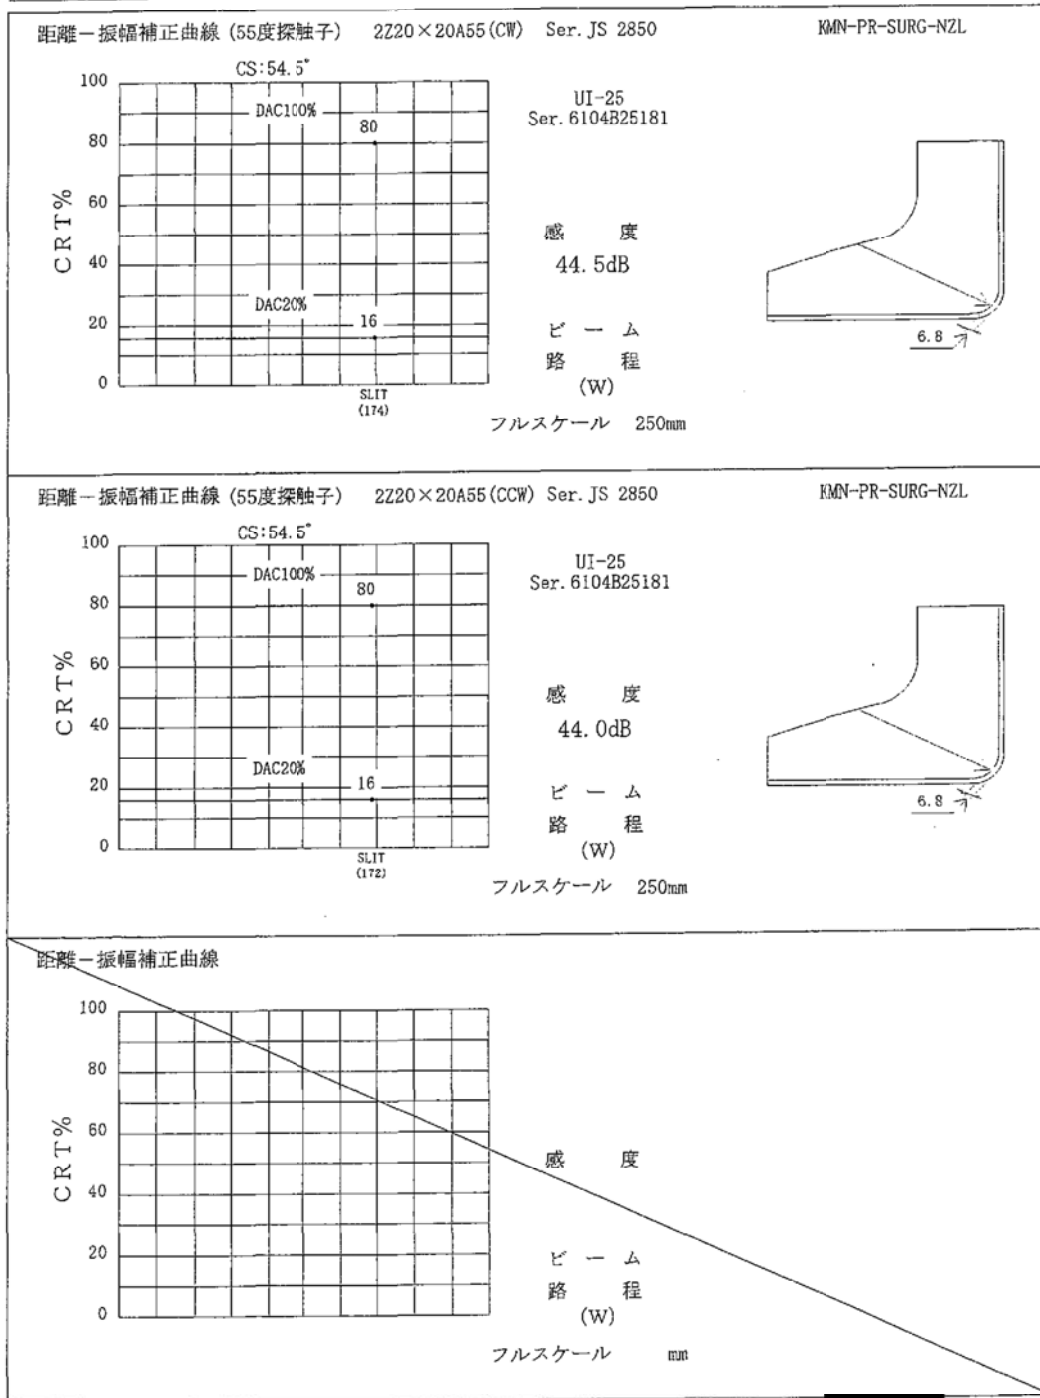 距離－振幅補正曲線 (55度探触子) 2Z20×20A55(CW) Ser. JS 2850 KMN-PR-SURG-NZL
CS:54.5°
100
DAC100%
80
80
60
CRT%
40
DAC20%
16
20
0
SLIT
(174)
UI-25
Ser. 6104B25181
感 度
44.5dB
ビ ー ム
路 程
(W)
フルスケール 250mm
6.8
距離－振幅補正曲線 (55度探触子) 2Z20×20A55(CCW) Ser. JS 2850 KMN-PR-SURG-NZL
CS:54.5°
100
DAC100%
80
80
60
CRT%
40
DAC20%
16
20
0
SLIT
(172)
UI-25
Ser. 6104B25181
感 度
44.0dB
ビ ー ム
路 程
(W)
フルスケール 250mm
6.8
距離－振幅補正曲線
100
80
60
CRT%
40
20
0
感 度
ビ ー ム
路 程
(W)
フルスケール mm